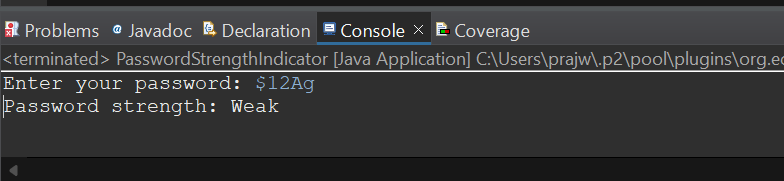 Problems @ Javadoc Declaration Console × Coverage
<terminated> PasswordStrengthIndicator [Java Application] C:\Users\prajw\.p2\pool\plugins\org.ec
Enter your password: $12Ag
Password strength: Weak